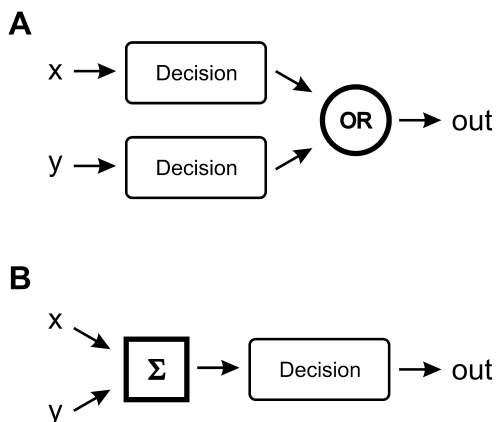 A
x Decision
OR out
y Decision
B
x
Σ Decision out
y